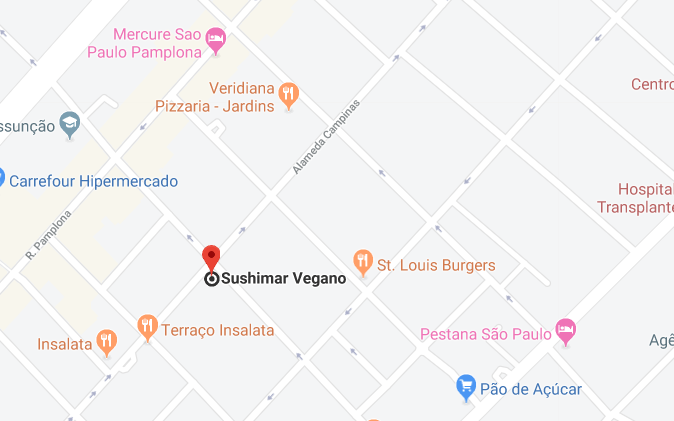 Mercure Sao
Paulo Pamplona
Veridiana
Pizzaria - Jardins
Centro
ssunção
Alameda Campinas
Carrefour Hipermercado
Hospital
Transplante
R. Pamplona
St. Louis Burgers
Sushimar Vegano
Terraço Insalata
Pestana São Paulo
Insalata
Agê
Pão de Açúcar